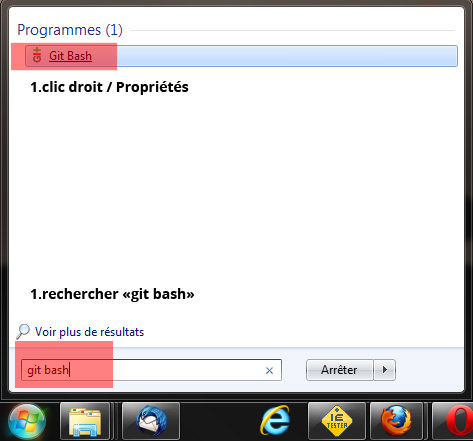 Programmes (1)
Git Bash
1.clic droit / Propriétés
1.rechercher «git bash»
Voir plus de résultats
git bash
Arrêter
IE
TESTER